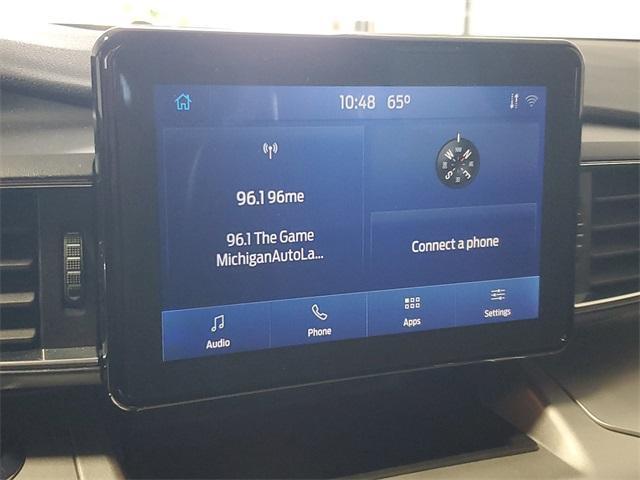 10:48 65°
96.1 96me
96.1 The Game
MichiganAutoLa...
N
W
E
S
Connect a phone
Audio
Phone
Apps
Settings